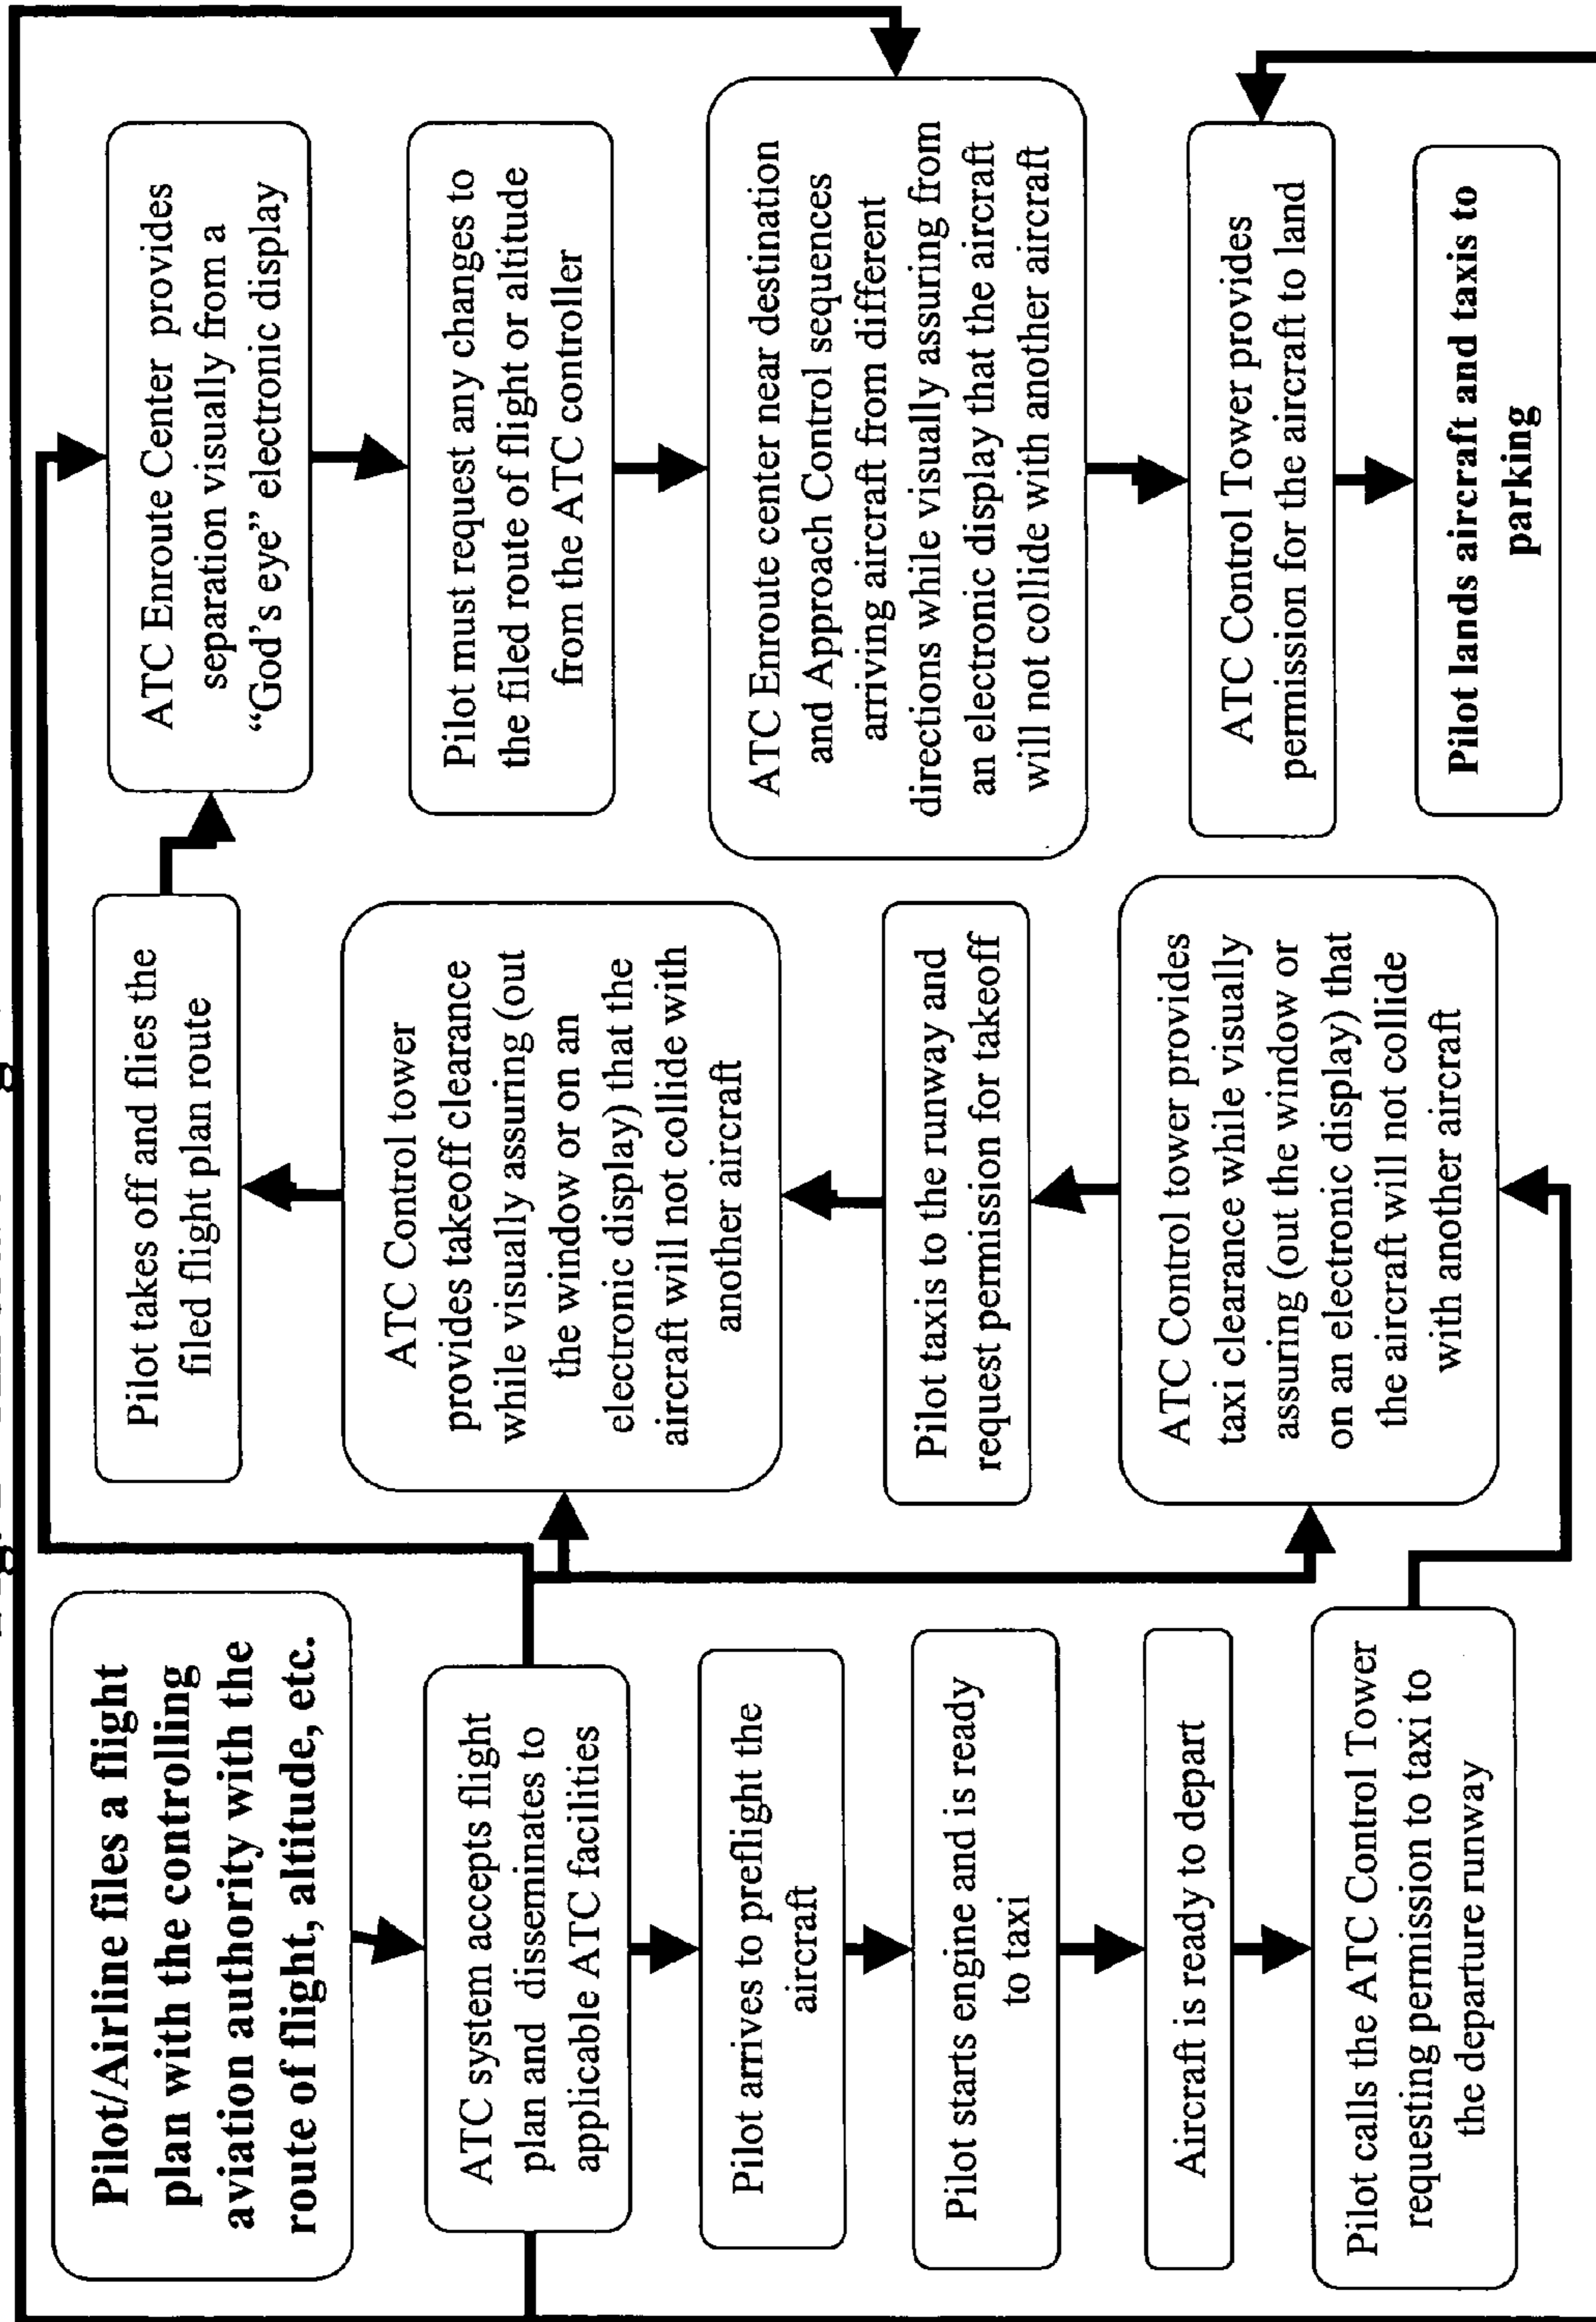 Pilot/Airline files a flight
plan with the controlling
aviation authority with the
route of flight, altitude, etc.
ATC system accepts flight
plan and disseminates to
applicable ATC facilities
Pilot arrives to preflight the
aircraft
Pilot starts engine and is ready
to taxi
Aircraft is ready to depart
Pilot calls the ATC Control Tower
requesting permission to taxi to
the departure runway
Pilot takes off and flies the
filed flight plan route
ATC Control tower
provides takeoff clearance
while visually assuring (out
the window or on an
electronic display) that the
aircraft will not collide with
another aircraft
Pilot taxis to the runway and
request permission for takeoff
ATC Control tower provides
taxi clearance while visually
assuring (out the window or
on an electronic display) that
the aircraft will not collide
with another aircraft
ATC Enroute Center provides
separation visually from a
“God’s eye” electronic display
Pilot must request any changes to
the filed route of flight or altitude
from the ATC controller
ATC Enroute center near destination
and Approach Control sequences
arriving aircraft from different
directions while visually assuring from
an electronic display that the aircraft
will not collide with another aircraft
ATC Control Tower provides
permission for the aircraft to land
Pilot lands aircraft and taxis to
parking